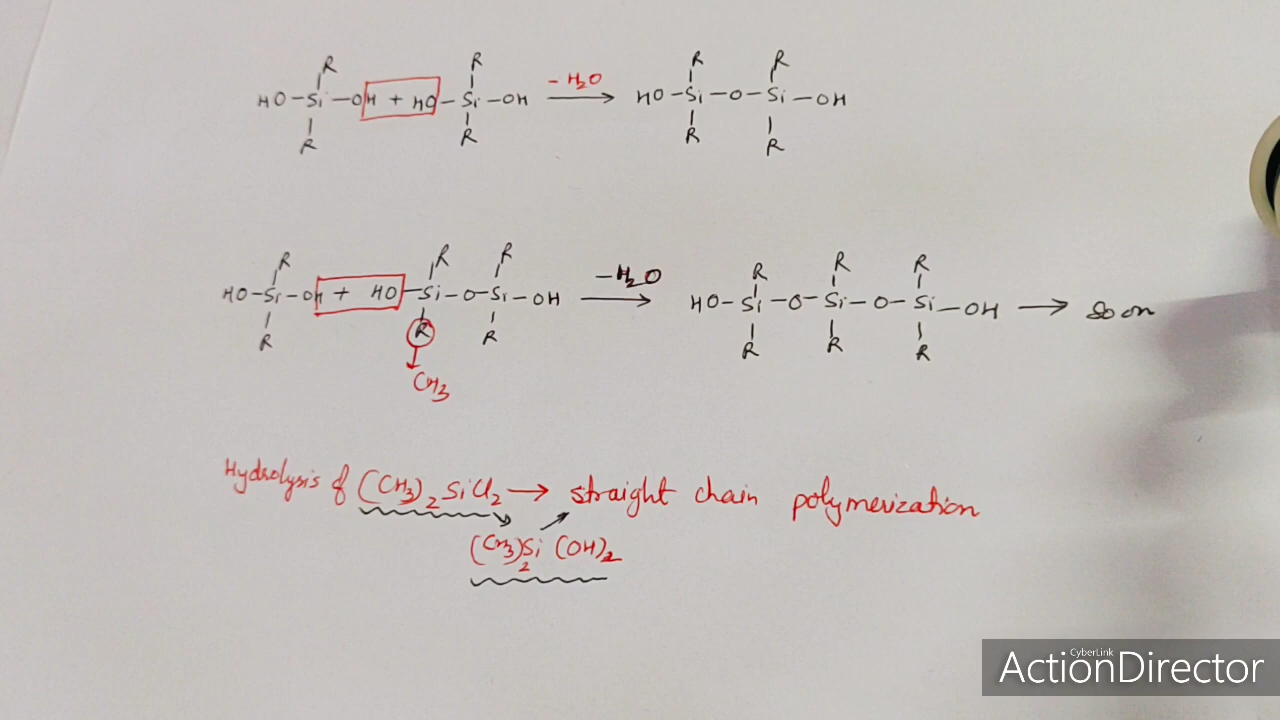 R R R R
HO-Si-OH + HO-Si-OH -H₂O → HO-Si-O-Si-OH
R R R R
R R R R R R
HO-Si-OH + HO-Si-O-Si-OH -H₂O → HO-Si-O-Si-O-Si-OH → So on
R R R R R R
CH₃
Hydrolysis of (CH₃)₂SiCl₂ → straight chain polymerization
(CH₃)₂Si(OH)₂
CyberLink
ActionDirector